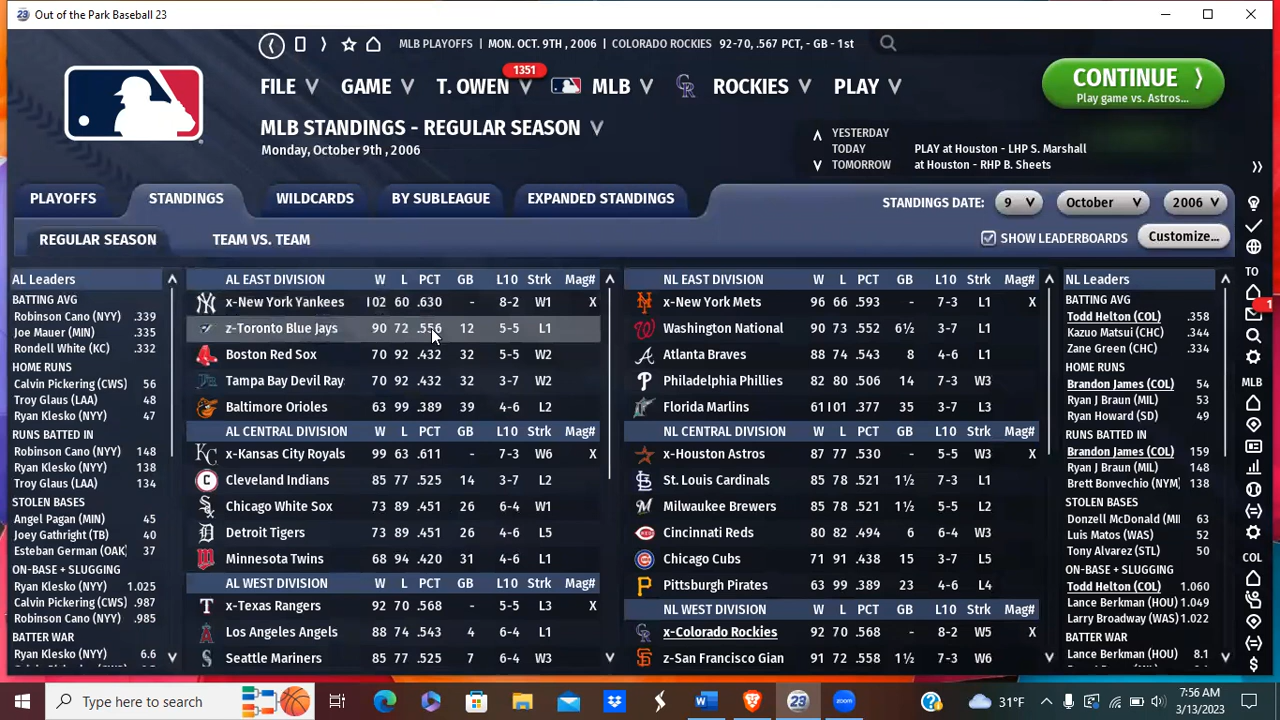 Out of the Park Baseball 23
MLB PLAYOFFS | MON. OCT. 9TH , 2006 | COLORADO ROCKIES 92-70, .567 PCT, - GB - 1st
1351
FILE GAME T. OWEN MLB ROCKIES PLAY
CONTINUE
Play game vs. Astros...
MLB STANDINGS - REGULAR SEASON
Monday, October 9th , 2006
YESTERDAY
TODAY PLAY at Houston - LHP S. Marshall
TOMORROW at Houston - RHP B. Sheets
PLAYOFFS STANDINGS WILDCARDS BY SUBLEAGUE EXPANDED STANDINGS
STANDINGS DATE: 9 October 2006
REGULAR SEASON TEAM VS. TEAM
SHOW LEADERBOARDS Customize...
AL Leaders
BATTING AVG
Robinson Cano (NYY) .339
Joe Mauer (MIN) .335
Rondell White (KC) .332
HOME RUNS
Calvin Pickering (CWS) 56
Troy Glaus (LAA) 48
Ryan Klesko (NYY) 47
RUNS BATTED IN
Robinson Cano (NYY) 148
Ryan Klesko (NYY) 138
Troy Glaus (LAA) 134
STOLEN BASES
Angel Pagan (MIN) 45
Joey Gathright (TB) 40
Esteban German (OAK) 37
ON-BASE + SLUGGING
Ryan Klesko (NYY) 1.025
Calvin Pickering (CWS) .987
Robinson Cano (NYY) .985
BATTER WAR
Ryan Klesko (NYY) 6.6
AL EAST DIVISION W L PCT GB L10 Strk Mag#
x-New York Yankees 102 60 .630 - 8-2 W1 X
z-Toronto Blue Jays 90 72 .556 12 5-5 L1
Boston Red Sox 70 92 .432 32 5-5 W2
Tampa Bay Devil Ray 70 92 .432 32 3-7 W2
Baltimore Orioles 63 99 .389 39 4-6 L2
AL CENTRAL DIVISION W L PCT GB L10 Strk Mag#
x-Kansas City Royals 99 63 .611 - 7-3 W6 X
Cleveland Indians 85 77 .525 14 3-7 L2
Chicago White Sox 73 89 .451 26 6-4 W1
Detroit Tigers 73 89 .451 26 4-6 L5
Minnesota Twins 68 94 .420 31 4-6 L1
AL WEST DIVISION W L PCT GB L10 Strk Mag#
x-Texas Rangers 92 70 .568 - 5-5 L3 X
Los Angeles Angels 88 74 .543 4 6-4 L1
Seattle Mariners 85 77 .525 7 6-4 W3
NL EAST DIVISION W L PCT GB L10 Strk Mag#
x-New York Mets 96 66 .593 - 7-3 L1 X
Washington National 90 73 .552 6½ 3-7 L1
Atlanta Braves 88 74 .543 8 4-6 L1
Philadelphia Phillies 82 80 .506 14 7-3 W3
Florida Marlins 61 101 .377 35 7-3 L3
NL CENTRAL DIVISION W L PCT GB L10 Strk Mag#
x-Houston Astros 87 77 .530 - 5-5 W3 X
St. Louis Cardinals 85 78 .521 1½ 3-7 L1
Milwaukee Brewers 85 78 .521 1½ 5-5 L2
Cincinnati Reds 80 82 .494 6 6-4 W3
Chicago Cubs 71 91 .438 15 3-7 L5
Pittsburgh Pirates 63 99 .389 23 4-6 L4
NL WEST DIVISION W L PCT GB L10 Strk Mag#
x-Colorado Rockies 92 70 .568 - 8-2 W5 X
z-San Francisco Gian 91 72 .558 1½ 7-3 W6
NL Leaders
BATTING AVG
Todd Helton (COL) .358
Kazuo Matsui (CHC) .344
Zane Green (CHC) .334
HOME RUNS
Brandon James (COL) 54
Ryan J Braun (MIL) 53
Ryan Howard (SD) 49
RUNS BATTED IN
Brandon James (COL) 159
Ryan J Braun (MIL) 148
Brett Bonvechio (NYM) 138
STOLEN BASES
Donzell McDonald (MI 63
Luis Matos (WAS) 52
Tony Alvarez (STL) 50
ON-BASE + SLUGGING
Todd Helton (COL) 1.060
Lance Berkman (HOU) 1.049
Larry Broadway (WAS) 1.022
BATTER WAR
Lance Berkman (HOU) 8.1
TO
1
MLB
COL
Type here to search
23
zoom
31°F
7:56 AM
3/13/2023